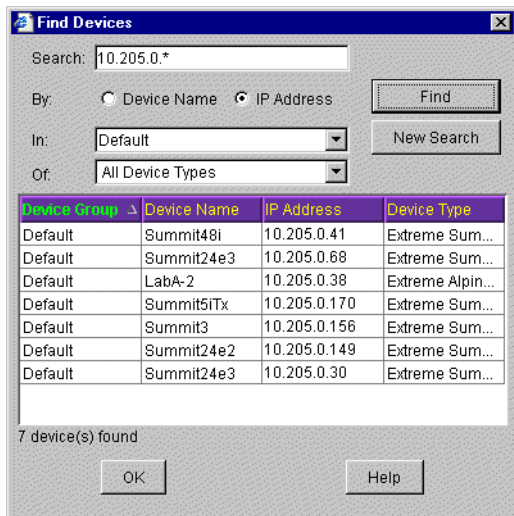 Find Devices
Search: 10.205.0.*
By: Device Name IP Address Find
In: Default New Search
Of: All Device Types
Device Group Device Name IP Address Device Type
Default Summit48i 10.205.0.41 Extreme Sum...
Default Summit24e3 10.205.0.68 Extreme Sum...
Default LabA-2 10.205.0.38 Extreme Alpin...
Default Summit5iTx 10.205.0.170 Extreme Sum...
Default Summit3 10.205.0.156 Extreme Sum...
Default Summit24e2 10.205.0.149 Extreme Sum...
Default Summit24e3 10.205.0.30 Extreme Sum...
7 device(s) found
OK Help